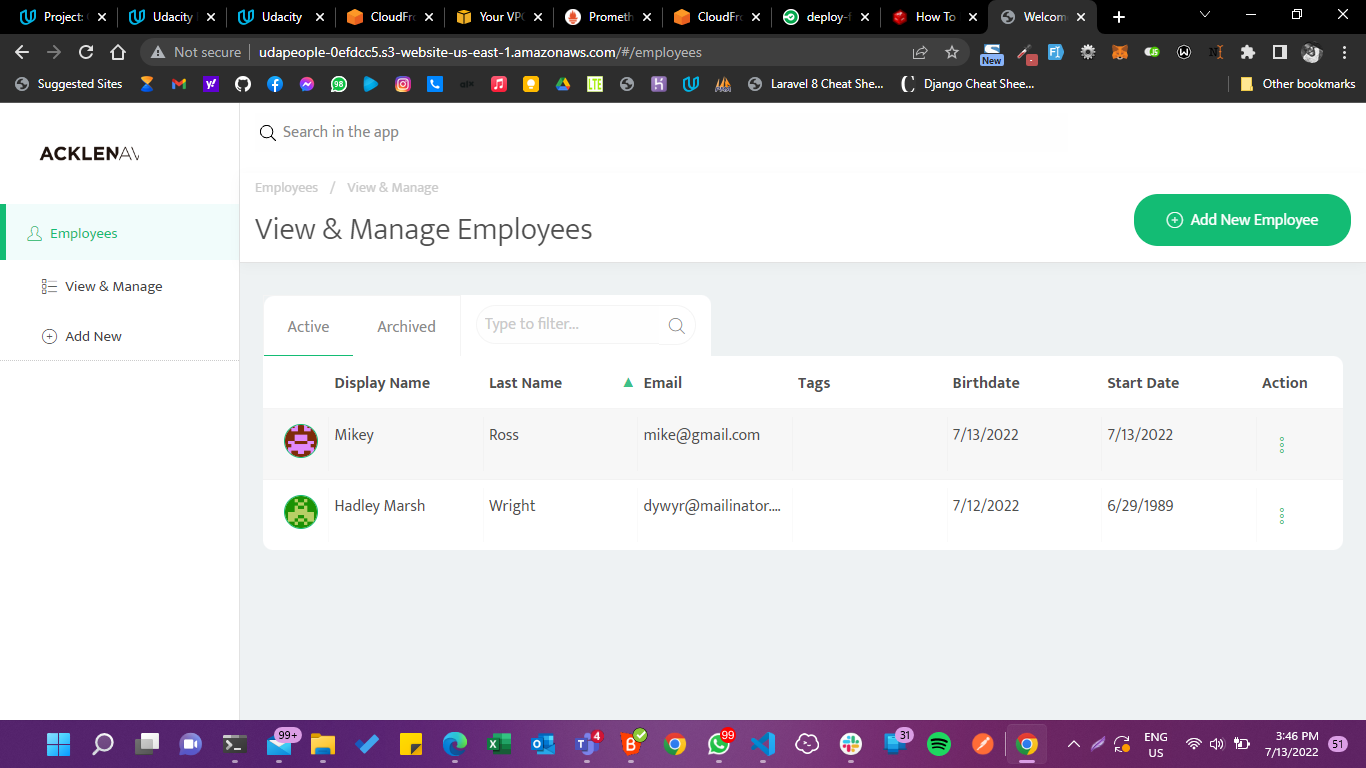 Project: 
Udacity
Udacity
CloudFr
Your VP
Prometh
CloudFr
deploy-f
How To
Welcom
Not secure
udapeople-0efdcc5.s3-website-us-east-1.amazonaws.com/#/employees
New
Suggested Sites
98
LTE
Laravel 8 Cheat She...
Django Cheat Shee...
Other bookmarks
ACKLENAV
Search in the app
Employees / View & Manage
View & Manage Employees
Add New Employee
Employees
View & Manage
Add New
Active
Archived
Type to filter...
Display Name
Last Name
Email
Tags
Birthdate
Start Date
Action
Mikey
Ross
mike@gmail.com
7/13/2022
7/13/2022
Hadley Marsh
Wright
dywyr@mailinator....
7/12/2022
6/29/1989
99+
4
99
31
ENG
US
3:46 PM
7/13/2022
51